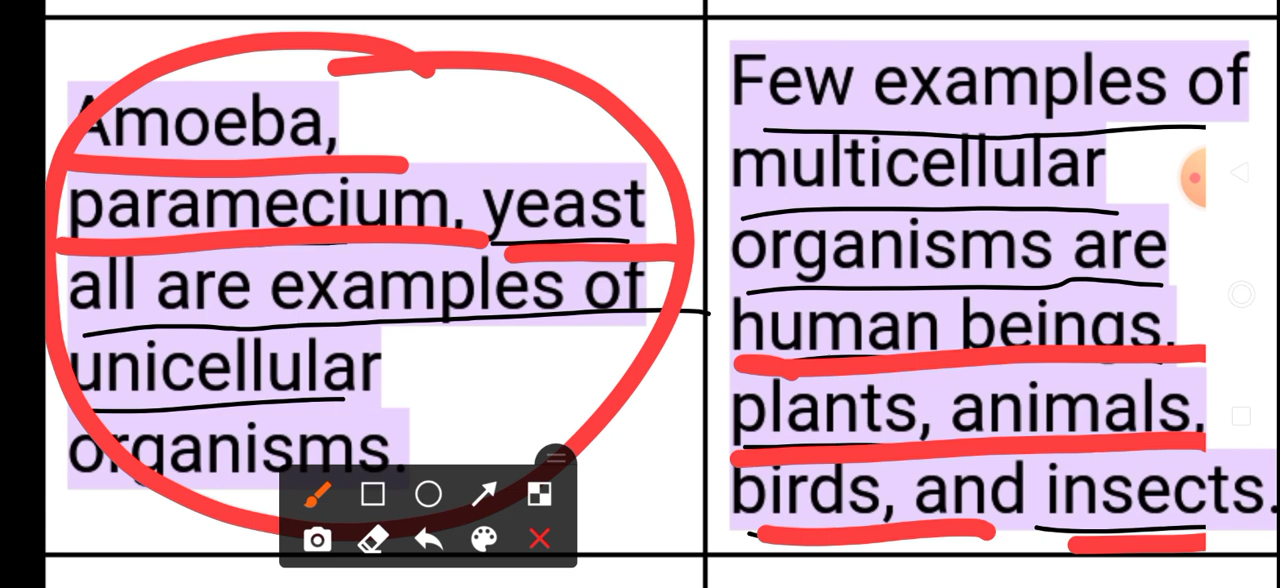 Amoeba,
paramecium, yeast
all are examples of
unicellular
organisms.
Few examples of
multicellular
organisms are
human beings,
plants, animals,
birds, and insects.